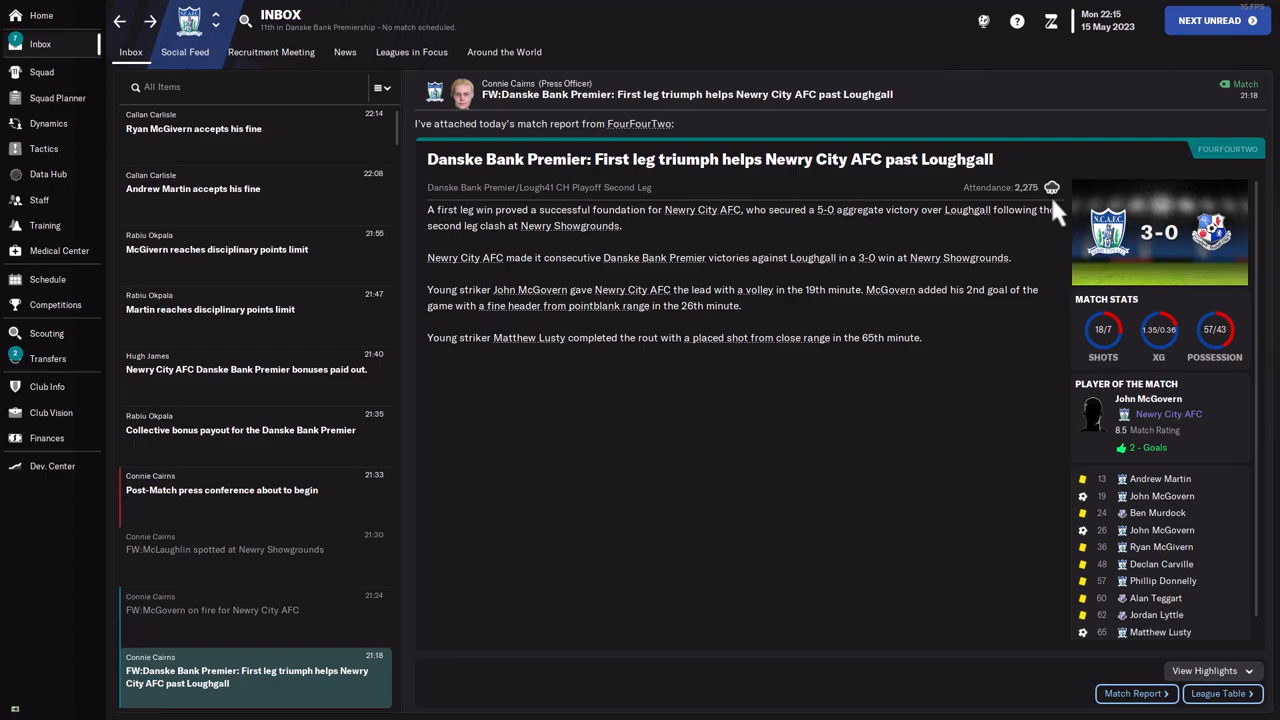 35 FPS
INBOX
11th in Danske Bank Premiership - No match scheduled.
Mon 22:15
15 May 2023
NEXT UNREAD
Home
7
Inbox
Squad
Squad Planner
Dynamics
Tactics
Data Hub
Staff
Training
Medical Center
Schedule
Competitions
Scouting
2
Transfers
Club Info
Club Vision
Finances
Dev. Center
Inbox
Social Feed
Recruitment Meeting
News
Leagues in Focus
Around the World
All Items
Callan Carlisle 22:14
Ryan McGivern accepts his fine
Callan Carlisle 22:08
Andrew Martin accepts his fine
Rabiu Okpala 21:55
McGivern reaches disciplinary points limit
Rabiu Okpala 21:47
Martin reaches disciplinary points limit
Hugh James 21:40
Newry City AFC Danske Bank Premier bonuses paid out.
Rabiu Okpala 21:35
Collective bonus payout for the Danske Bank Premier
Connie Cairns 21:33
Post-Match press conference about to begin
Connie Cairns 21:30
FW:McLaughlin spotted at Newry Showgrounds
Connie Cairns 21:24
FW:McGovern on fire for Newry City AFC
Connie Cairns 21:18
FW:Danske Bank Premier: First leg triumph helps Newry
City AFC past Loughgall
Connie Cairns (Press Officer)
FW:Danske Bank Premier: First leg triumph helps Newry City AFC past Loughgall
Match
21:18
I've attached today's match report from FourFourTwo:
Danske Bank Premier: First leg triumph helps Newry City AFC past Loughgall
FOURFOURTWO
Danske Bank Premier/Lough41 CH Playoff Second Leg
Attendance: 2,275
A first leg win proved a successful foundation for Newry City AFC, who secured a 5-0 aggregate victory over Loughgall following the
second leg clash at Newry Showgrounds.
Newry City AFC made it consecutive Danske Bank Premier victories against Loughgall in a 3-0 win at Newry Showgrounds.
Young striker John McGovern gave Newry City AFC the lead with a volley in the 19th minute. McGovern added his 2nd goal of the
game with a fine header from pointblank range in the 26th minute.
Young striker Matthew Lusty completed the rout with a placed shot from close range in the 65th minute.
N.C.A.F.C
3-0
MATCH STATS
18/7
1.35/0.36
57/43
SHOTS
XG
POSSESSION
PLAYER OF THE MATCH
John McGovern
Newry City AFC
8.5 Match Rating
2 - Goals
13 Andrew Martin
19 John McGovern
24 Ben Murdock
26 John McGovern
36 Ryan McGivern
48 Declan Carville
57 Phillip Donnelly
60 Alan Teggart
62 Jordan Lyttle
65 Matthew Lusty
View Highlights
Match Report
League Table